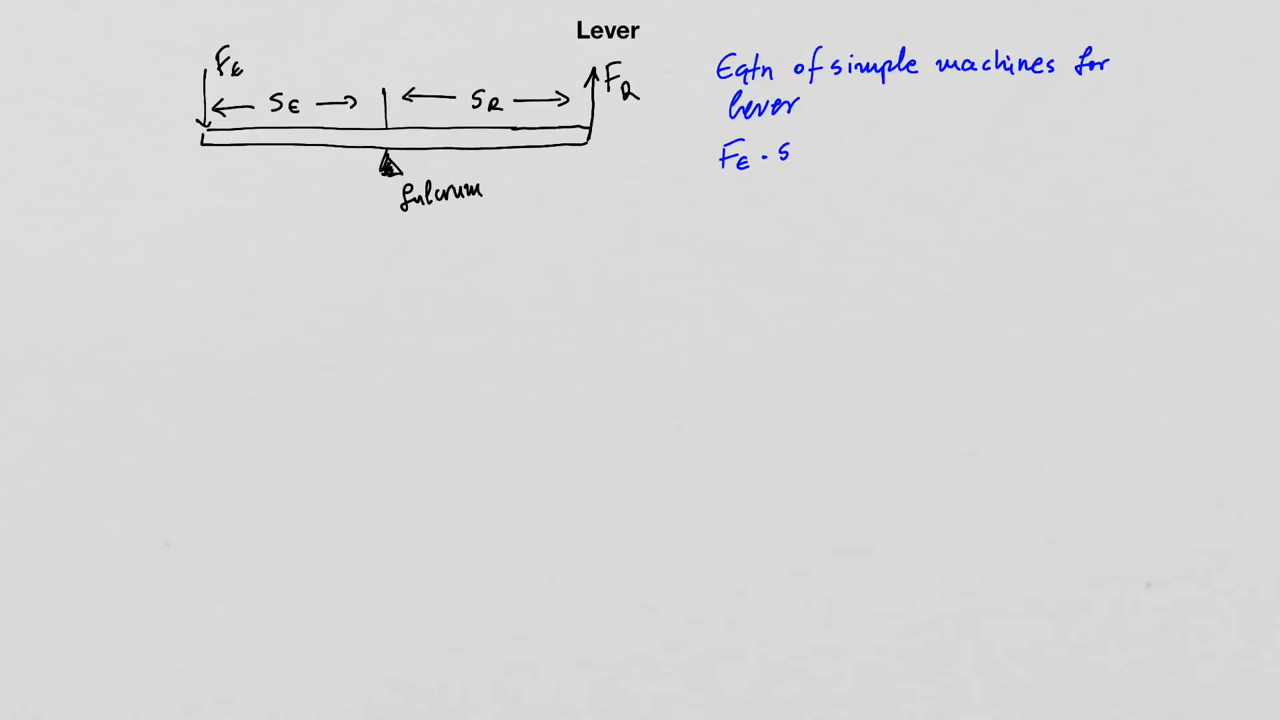 Lever
F_E
S_E
S_R
F_R
fulcrum
Eqtn of simple machines for
lever
F_E . S